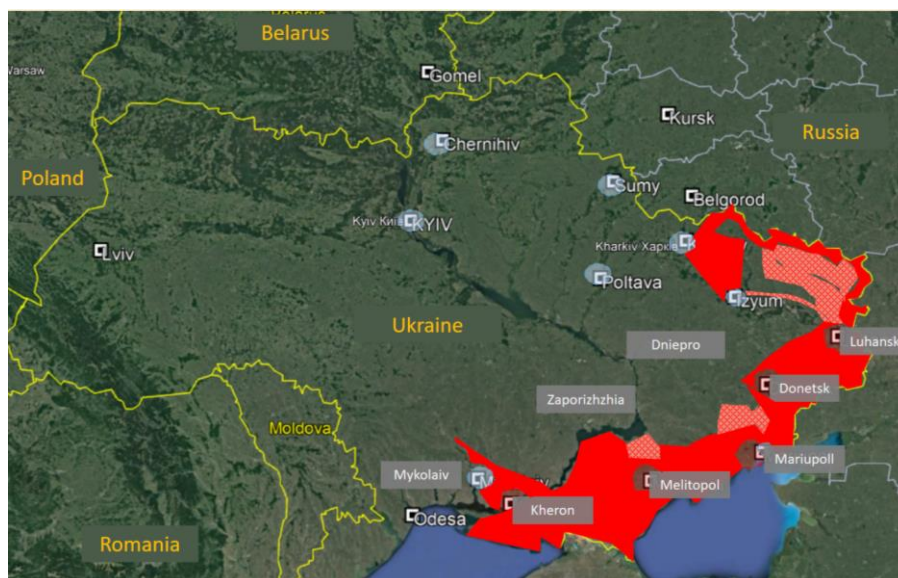 Belarus
Warsaw
Gomel
Kursk
Russia
Chernihiv
Poland
Sumy
Belgorod
Kyiv Київ KYIV
Lviv
Kharkiv Харків
Poltava
Izyum
Ukraine
Dniepro
Luhansk
Donetsk
Zaporizhzhia
Moldova
Mariupoll
Mykolaiv
Melitopol
Kheron
Odesa
Romania